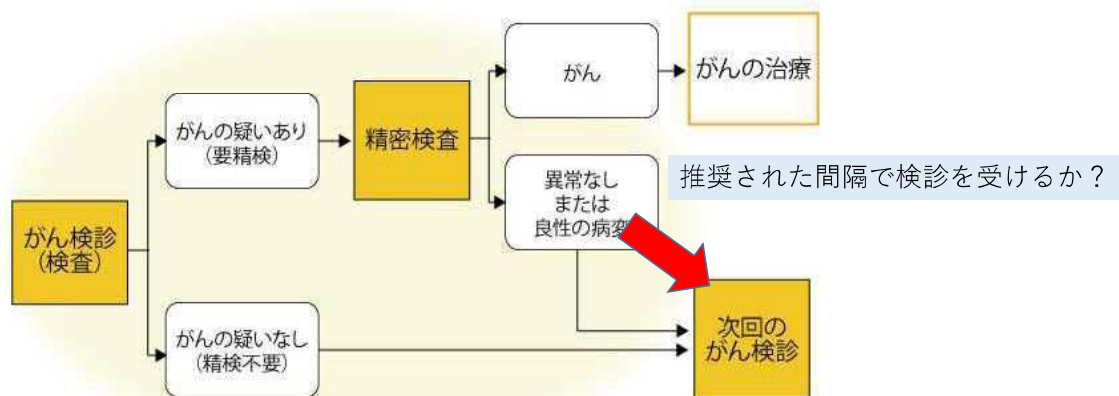 がん検診
(検査)
がんの疑いあり
(要精検)
がんの疑いなし
(精検不要)
精密検査
がん
異常なし
または
良性の病変
がんの治療
推奨された間隔で検診を受けるか？
次回の
がん検診